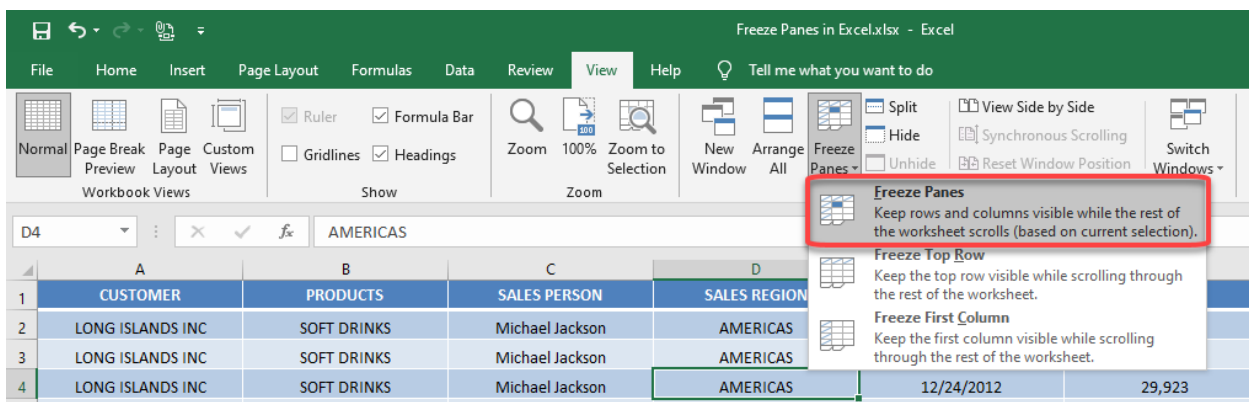 Freeze Panes in Excel.xlsx - Excel
File Home Insert Page Layout Formulas Data Review View Help Tell me what you want to do
Normal Page Break Preview Page Layout Custom Views
Workbook Views
Ruler Formula Bar
Gridlines Headings
Show
Zoom 100% Zoom to Selection
100
Zoom
New Window Arrange All Freeze Panes
Split
Hide
Unhide
View Side by Side
Synchronous Scrolling
Reset Window Position
Switch Windows
Freeze Panes
Keep rows and columns visible while the rest of
the worksheet scrolls (based on current selection).
Freeze Top Row
Keep the top row visible while scrolling through
the rest of the worksheet.
Freeze First Column
Keep the first column visible while scrolling
through the rest of the worksheet.
D4 fx AMERICAS
A B C D
1 CUSTOMER PRODUCTS SALES PERSON SALES REGION
2 LONG ISLANDS INC SOFT DRINKS Michael Jackson AMERICAS
3 LONG ISLANDS INC SOFT DRINKS Michael Jackson AMERICAS
4 LONG ISLANDS INC SOFT DRINKS Michael Jackson AMERICAS 12/24/2012 29,923